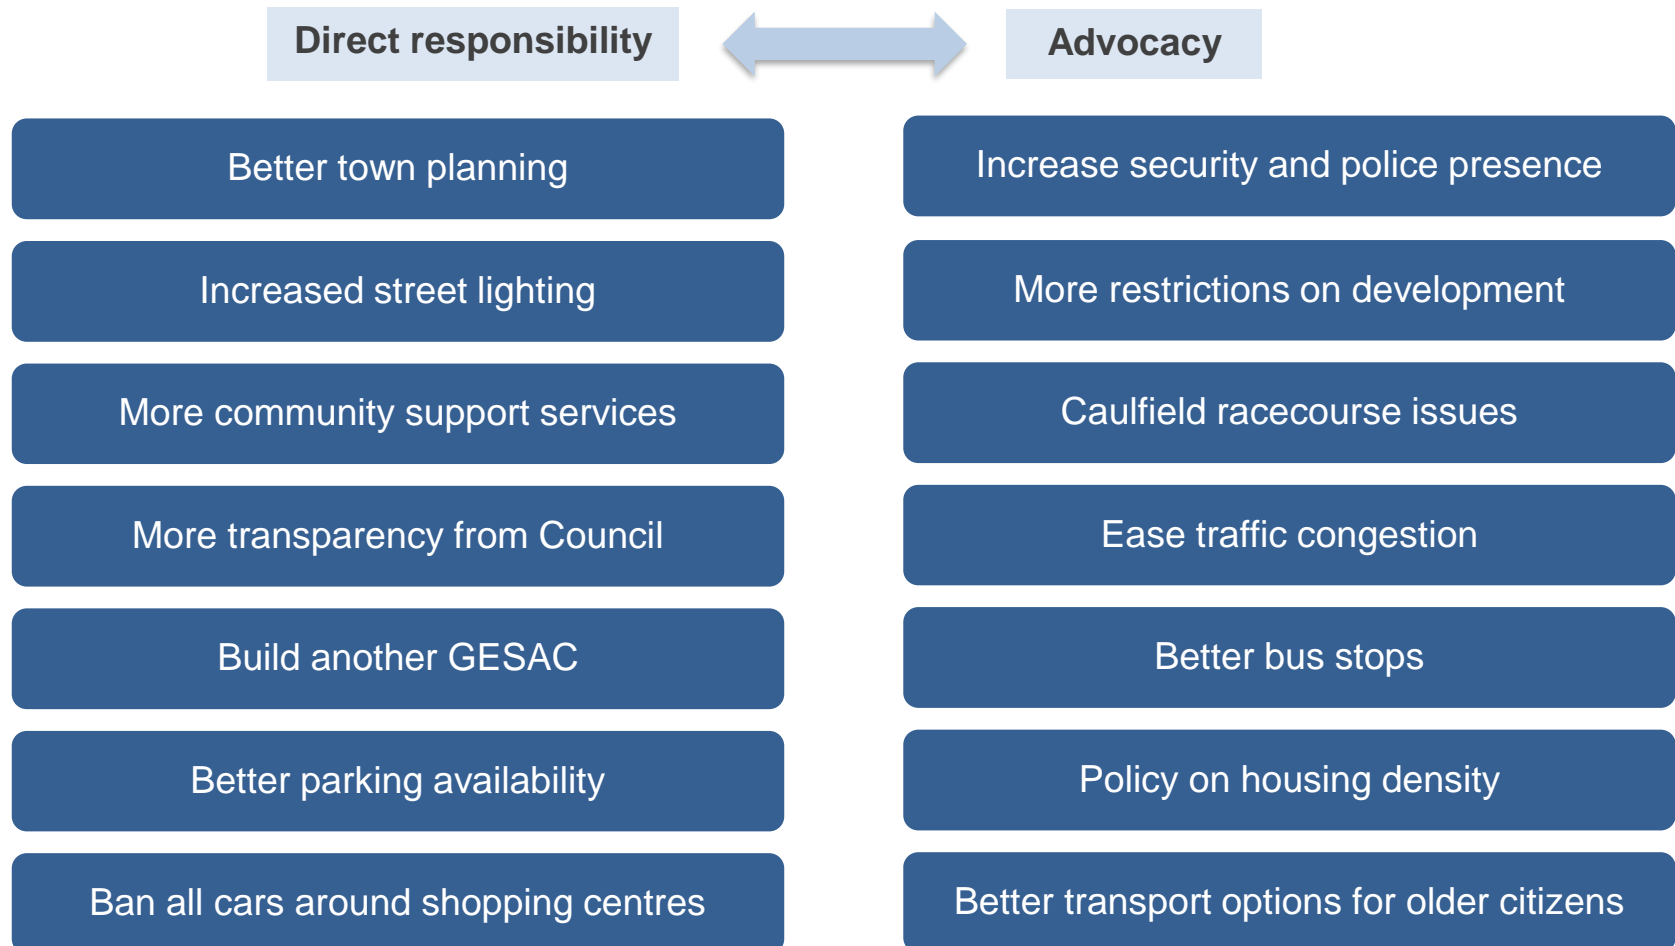 Direct responsibility
Advocacy
Better town planning
Increase security and police presence
Increased street lighting
More restrictions on development
More community support services
Caulfield racecourse issues
More transparency from Council
Ease traffic congestion
Build another GESAC
Better bus stops
Better parking availability
Policy on housing density
Ban all cars around shopping centres
Better transport options for older citizens